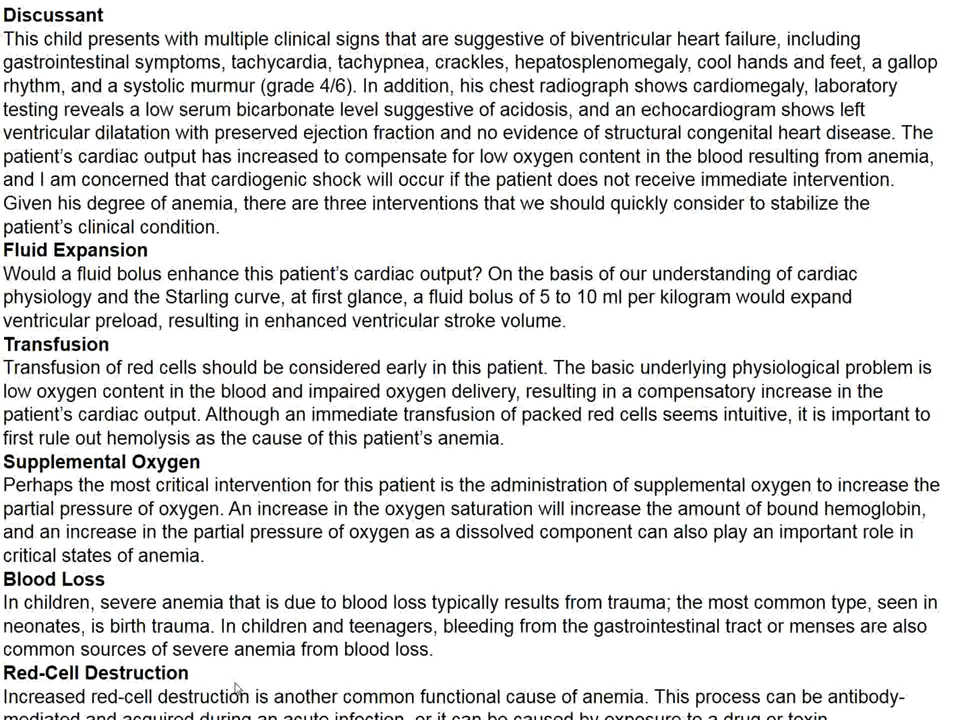 Discussant
This child presents with multiple clinical signs that are suggestive of biventricular heart failure, including
gastrointestinal symptoms, tachycardia, tachypnea, crackles, hepatosplenomegaly, cool hands and feet, a gallop
rhythm, and a systolic murmur (grade 4/6). In addition, his chest radiograph shows cardiomegaly, laboratory
testing reveals a low serum bicarbonate level suggestive of acidosis, and an echocardiogram shows left
ventricular dilatation with preserved ejection fraction and no evidence of structural congenital heart disease. The
patient’s cardiac output has increased to compensate for low oxygen content in the blood resulting from anemia,
and I am concerned that cardiogenic shock will occur if the patient does not receive immediate intervention.
Given his degree of anemia, there are three interventions that we should quickly consider to stabilize the
patient’s clinical condition.
Fluid Expansion
Would a fluid bolus enhance this patient’s cardiac output? On the basis of our understanding of cardiac
physiology and the Starling curve, at first glance, a fluid bolus of 5 to 10 ml per kilogram would expand
ventricular preload, resulting in enhanced ventricular stroke volume.
Transfusion
Transfusion of red cells should be considered early in this patient. The basic underlying physiological problem is
low oxygen content in the blood and impaired oxygen delivery, resulting in a compensatory increase in the
patient’s cardiac output. Although an immediate transfusion of packed red cells seems intuitive, it is important to
first rule out hemolysis as the cause of this patient’s anemia.
Supplemental Oxygen
Perhaps the most critical intervention for this patient is the administration of supplemental oxygen to increase the
partial pressure of oxygen. An increase in the oxygen saturation will increase the amount of bound hemoglobin,
and an increase in the partial pressure of oxygen as a dissolved component can also play an important role in
critical states of anemia.
Blood Loss
In children, severe anemia that is due to blood loss typically results from trauma; the most common type, seen in
neonates, is birth trauma. In children and teenagers, bleeding from the gastrointestinal tract or menses are also
common sources of severe anemia from blood loss.
Red-Cell Destruction
Increased red-cell destruction is another common functional cause of anemia. This process can be antibody-
mediated and acquired during an acute infection, or it can be caused by exposure to a drug or toxin